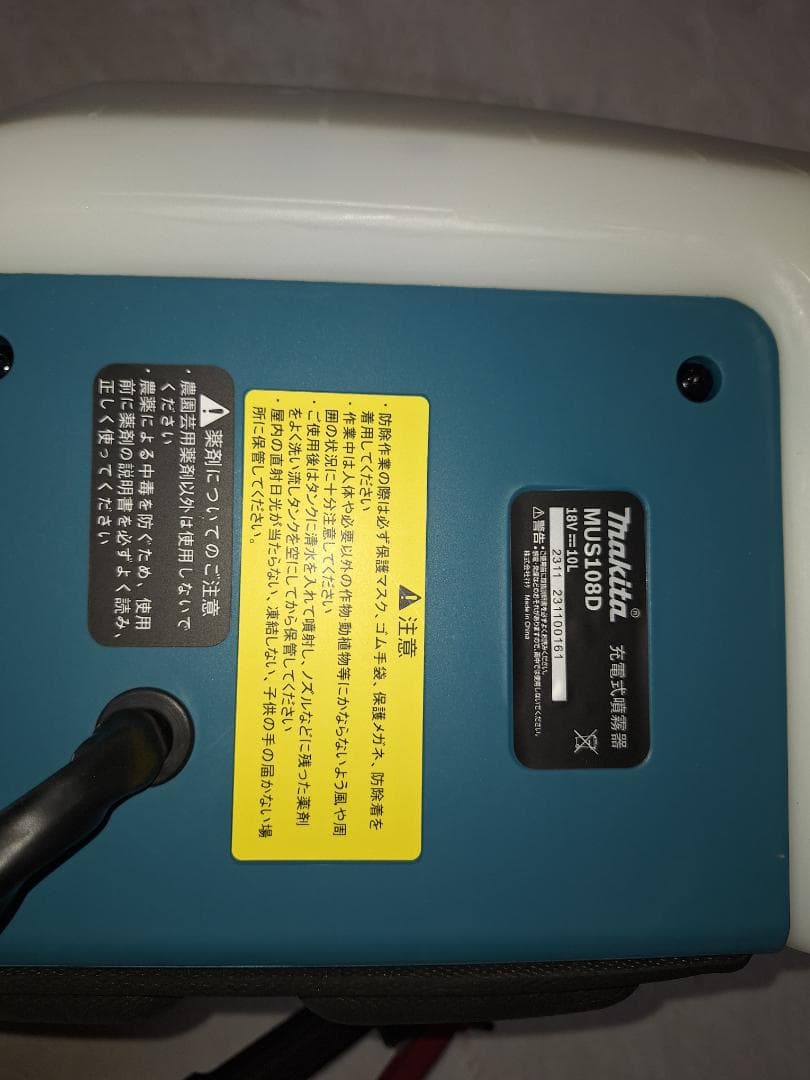 makita® 充電式噴霧器
MUS108D
18V⎓10L
2311 231100161
⚠警告
Made in China
⚠注意
・防除作業の際は必ず保護マスク、ゴム手袋、保護メガネ、防除着を
着用してください
・作業中は人体や必要以外の作物,動植物等にかならないよう風や周
囲の状況に十分注意してください
・ご使用後はタンクに清水を入れて噴射し、ノズルなどに残った薬剤
をよく洗い流しタンクを空にしてから保管してください
・屋内の直射日光が当たらない、凍結しない、子供の手の届かない場
所に保管してください。
⚠薬剤についてのご注意
・農園芸用薬剤以外は使用しないで
ください
・農薬による中毒を防ぐため、使用
前に薬剤の説明書を必ずよく読み、
正しく使ってください